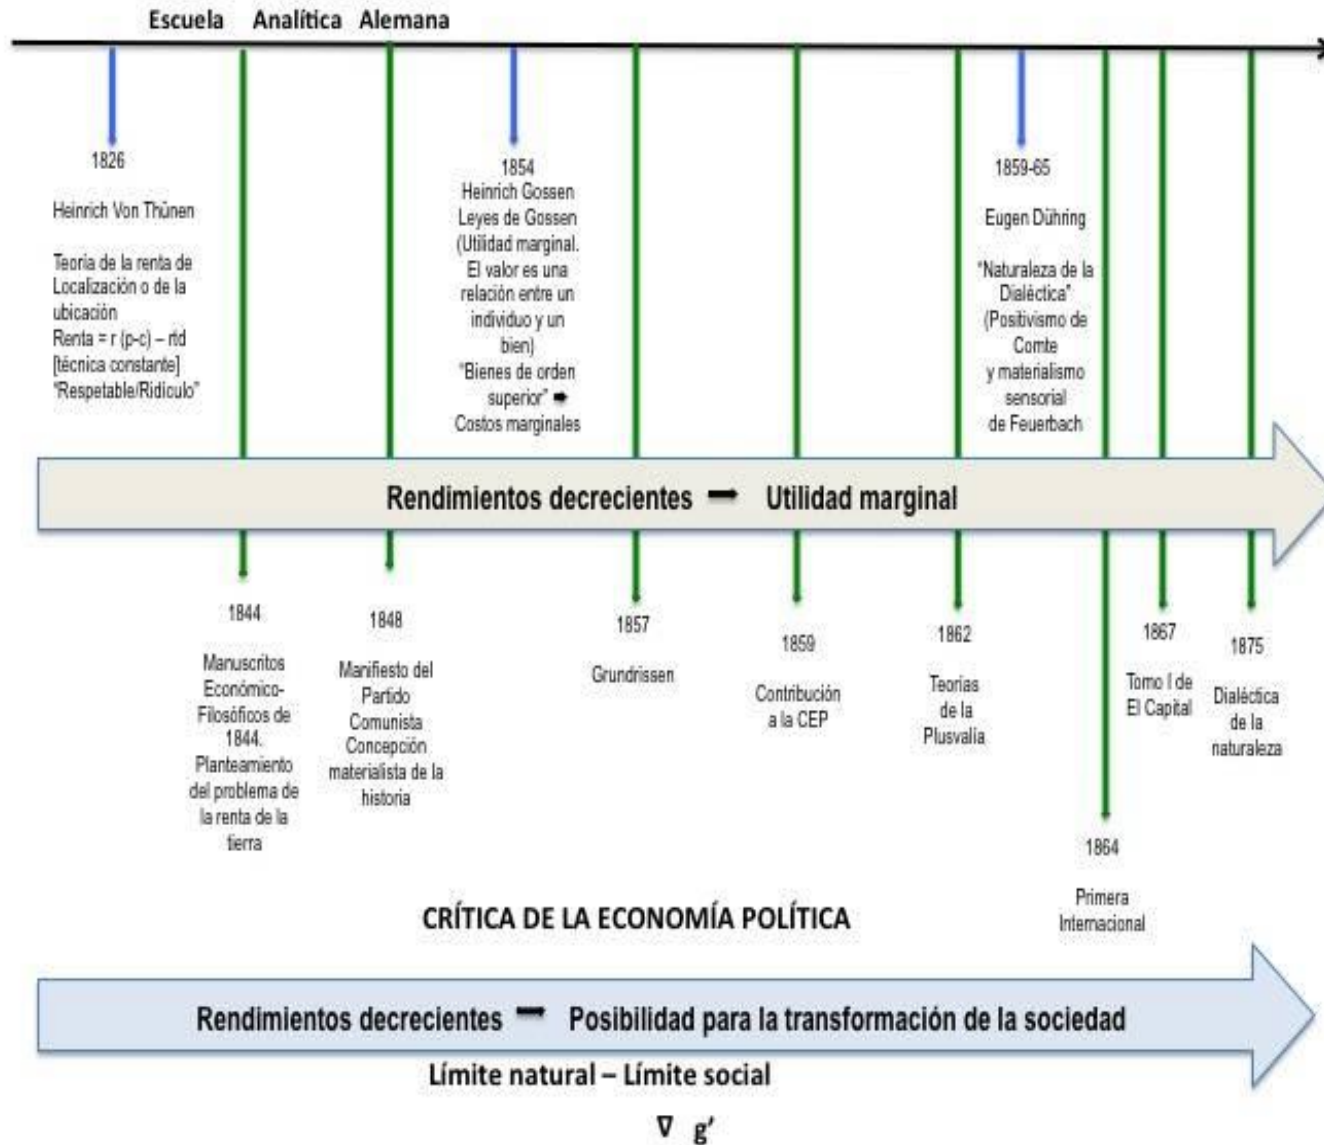 Escuela Analítica Alemana
1826
Heinrich Von Thünen
Teoria de la renta de
Localización o de la
ubicación
Renta = r (p-c) – rtd
[técnica constante]
"Respetable/Ridículo"
1854
Heinrich Gossen
Leyes de Gossen
(Utilidad marginal.
El valor es una
relación entre un
individuo y un
bien)
"Bienes de orden
superior" ➡
Costos marginales
1859-65
Eugen Dühring
"Naturaleza de la
Dialéctica"
(Positivismo de
Comte
y materialismo
sensorial
de Feuerbach
Rendimientos decrecientes ➡ Utilidad marginal
1844
Manuscritos
Económico-
Filosóficos de
1844.
Planteamiento
del problema de
la renta de la
tierra
1848
Manifiesto del
Partido
Comunista
Concepción
materialista de la
historia
1857
Grundrissen
1859
Contribución
a la CEP
1862
Teorías
de la
Plusvalía
1864
Primera
Internacional
1867
Tomo I de
El Capital
1875
Dialéctica
de la
naturaleza
CRÍTICA DE LA ECONOMÍA POLÍTICA
Rendimientos decrecientes ➡ Posibilidad para la transformación de la sociedad
Límite natural – Límite social
∇ g'